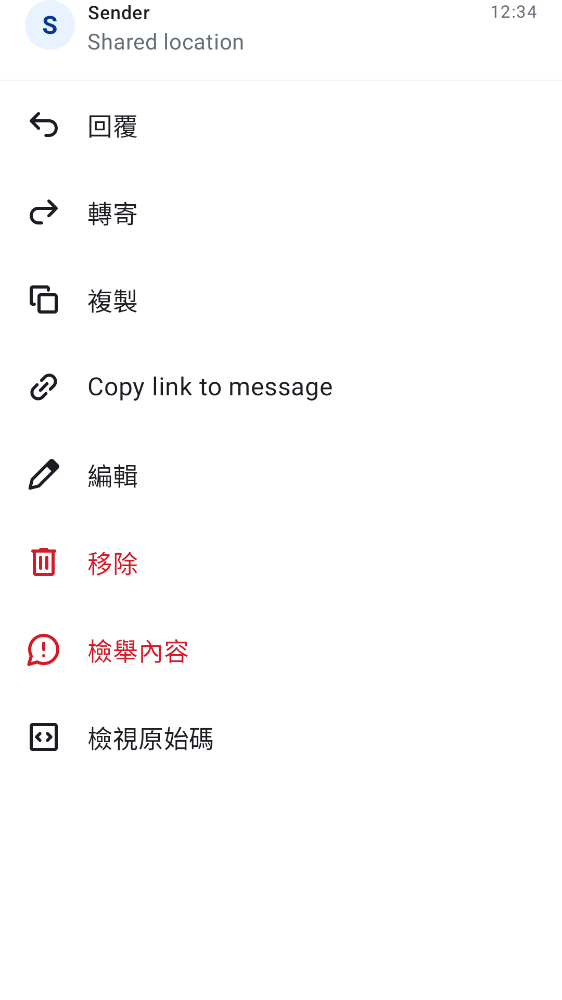 S
Sender
12:34
Shared location
回覆
轉寄
複製
Copy link to message
編輯
移除
檢舉內容
檢視原始碼